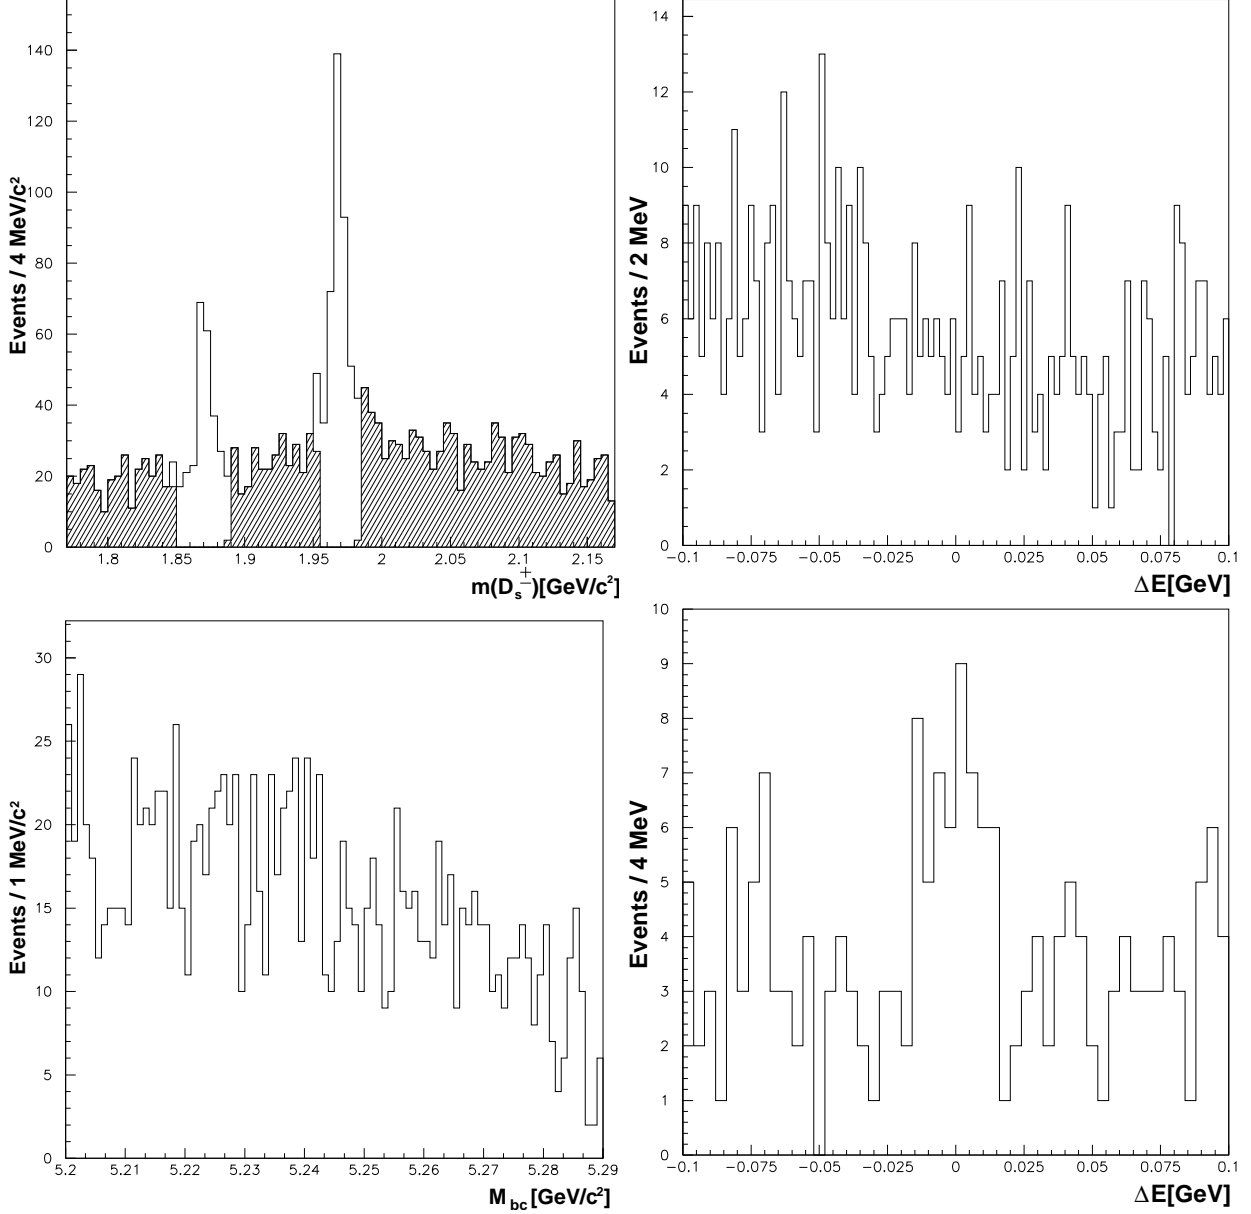 Events / 4 MeV/c²
140
120
100
80
60
40
20
0
1.8 1.85 1.9 1.95 2 2.05 2.1 2.15
m(D_s^±)[GeV/c²]
Events / 2 MeV
14
12
10
8
6
4
2
0
−0.1 −0.075 −0.05 −0.025 0 0.025 0.05 0.075 0.1
ΔE[GeV]
Events / 1 MeV/c²
30
25
20
15
10
5
0
5.2 5.21 5.22 5.23 5.24 5.25 5.26 5.27 5.28 5.29
M_bc [GeV/c²]
Events / 4 MeV
10
9
8
7
6
5
4
3
2
1
0
−0.1 −0.075 −0.05 −0.025 0 0.025 0.05 0.075 0.1
ΔE[GeV]